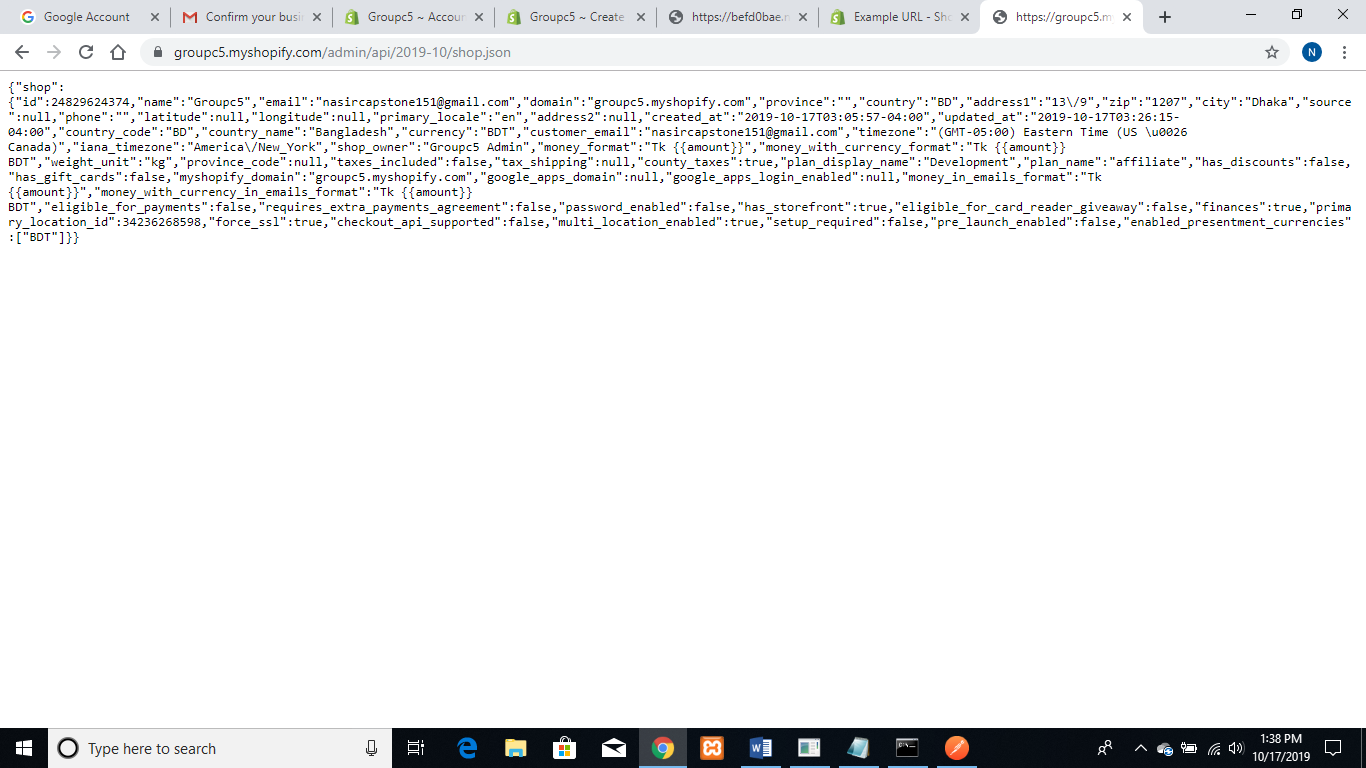 Google Account
Confirm your busi
Groupc5 ~ Accoun
Groupc5 ~ Create
https://befd0bae.n
Example URL - Sho
https://groupc5.my
groupc5.myshopify.com/admin/api/2019-10/shop.json
N
{"shop":
{"id":24829624374,"name":"Groupc5","email":"nasircapstone151@gmail.com","domain":"groupc5.myshopify.com","province":"","country":"BD","address1":"13\/9","zip":"1207","city":"Dhaka","source
":null,"phone":"","latitude":null,"longitude":null,"primary_locale":"en","address2":null,"created_at":"2019-10-17T03:05:57-04:00","updated_at":"2019-10-17T03:26:15-
04:00","country_code":"BD","country_name":"Bangladesh","currency":"BDT","customer_email":"nasircapstone151@gmail.com","timezone":"(GMT-05:00) Eastern Time (US \u0026
Canada)","iana_timezone":"America\/New_York","shop_owner":"Groupc5 Admin","money_format":"Tk {{amount}}","money_with_currency_format":"Tk {{amount}}
BDT","weight_unit":"kg","province_code":null,"taxes_included":false,"tax_shipping":null,"county_taxes":true,"plan_display_name":"Development","plan_name":"affiliate","has_discounts":false,
"has_gift_cards":false,"myshopify_domain":"groupc5.myshopify.com","google_apps_domain":null,"google_apps_login_enabled":null,"money_in_emails_format":"Tk
{{amount}}","money_with_currency_in_emails_format":"Tk {{amount}}
BDT","eligible_for_payments":false,"requires_extra_payments_agreement":false,"password_enabled":false,"has_storefront":true,"eligible_for_card_reader_giveaway":false,"finances":true,"prima
ry_location_id":34236268598,"force_ssl":true,"checkout_api_supported":false,"multi_location_enabled":true,"setup_required":false,"pre_launch_enabled":false,"enabled_presentment_currencies"
:["BDT"]}}
Type here to search
1:38 PM
10/17/2019